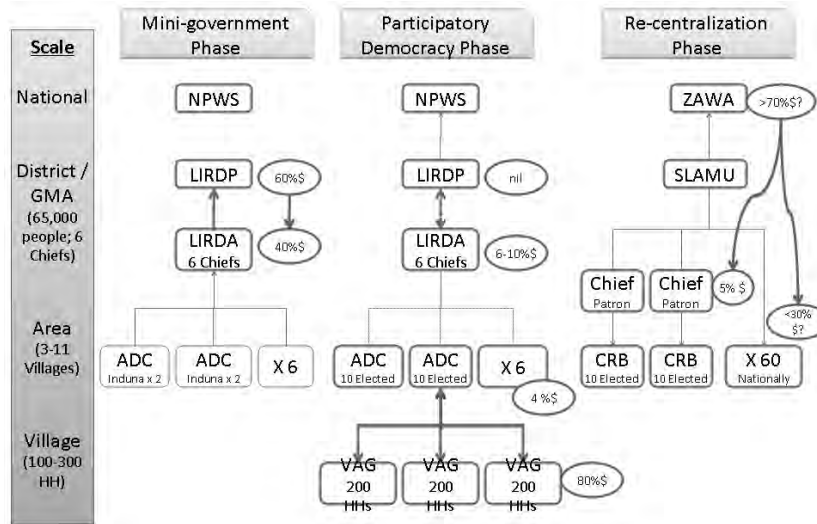 Mini-government
Phase
Participatory
Democracy Phase
Re-centralization
Phase
Scale
National
NPWS
NPWS
ZAWA
>70%$?
District /
GMA
(65,000
people; 6
Chiefs)
LIRDP
60%$
LIRDP
nil
SLAMU
LIRDA
6 Chiefs
40%$
LIRDA
6 Chiefs
6-10%$
Chief
Patron
Chief
Patron
5% $
<30%
$?
Area
(3-11
Villages)
ADC
Induna x 2
ADC
Induna x 2
X 6
ADC
10 Elected
ADC
10 Elected
X 6
4 %$
CRB
10 Elected
CRB
10 Elected
X 60
Nationally
Village
(100-300
HH)
VAG
200
HHs
VAG
200
HHs
VAG
200
HHs
80%$